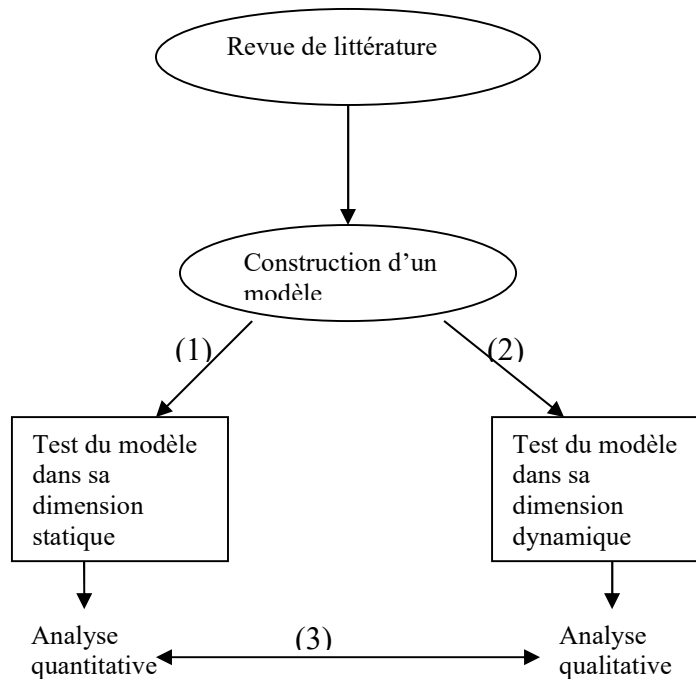 Revue de littérature
Construction d’un
modèle
(1)
(2)
Test du modèle
dans sa
dimension
statique
Test du modèle
dans sa
dimension
dynamique
Analyse
quantitative
(3)
Analyse
qualitative